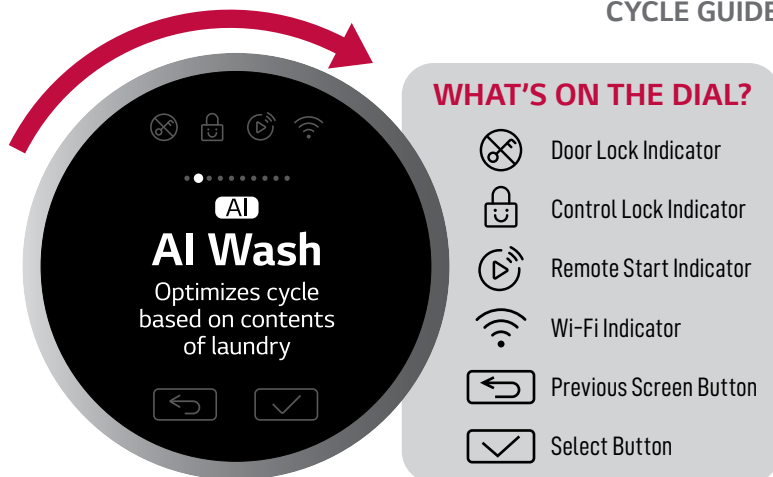 CYCLE GUIDE
WHAT'S ON THE DIAL?
Door Lock Indicator
Control Lock Indicator
Remote Start Indicator
Wi-Fi Indicator
Previous Screen Button
Select Button
AI
AI Wash
Optimizes cycle
based on contents
of laundry